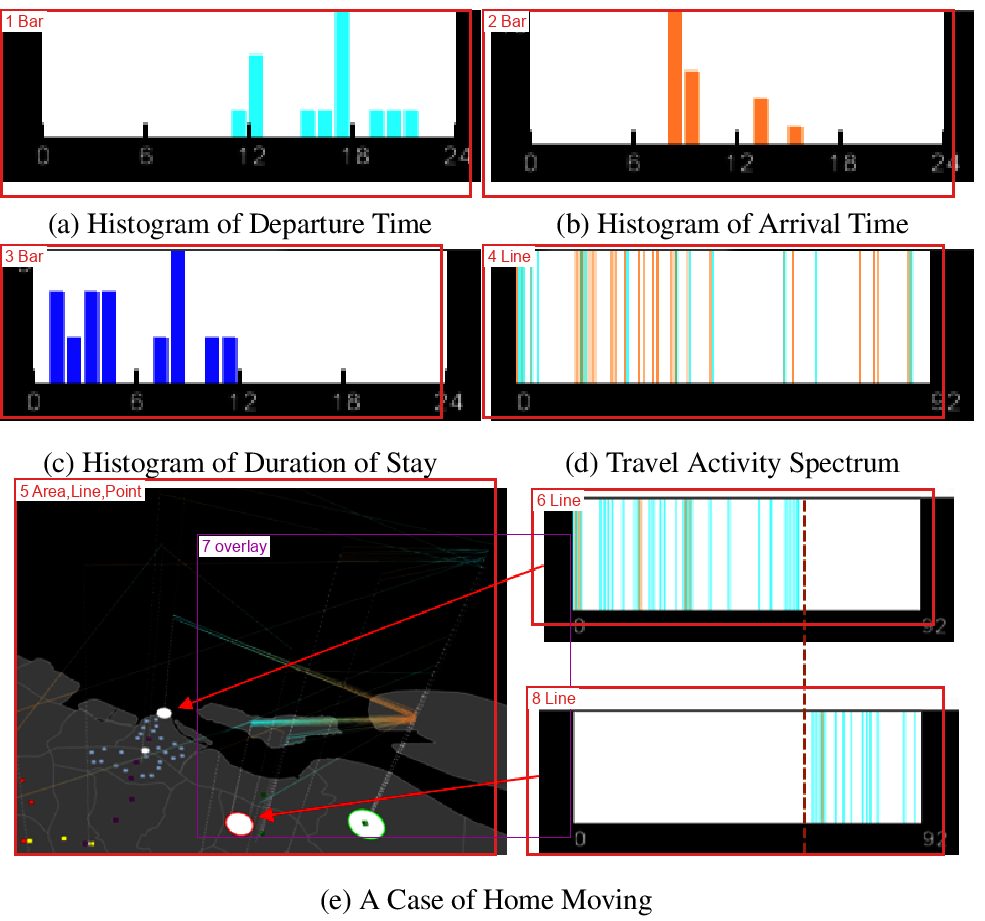 1 Bar
2 Bar
0 6 12 18 24
0 6 12 18 24
(a) Histogram of Departure Time
(b) Histogram of Arrival Time
3 Bar
4 Line
0 6 12 18 24
0 92
(c) Histogram of Duration of Stay
(d) Travel Activity Spectrum
5 Area,Line,Point
6 Line
7 overlay
0 92
8 Line
0 92
(e) A Case of Home Moving